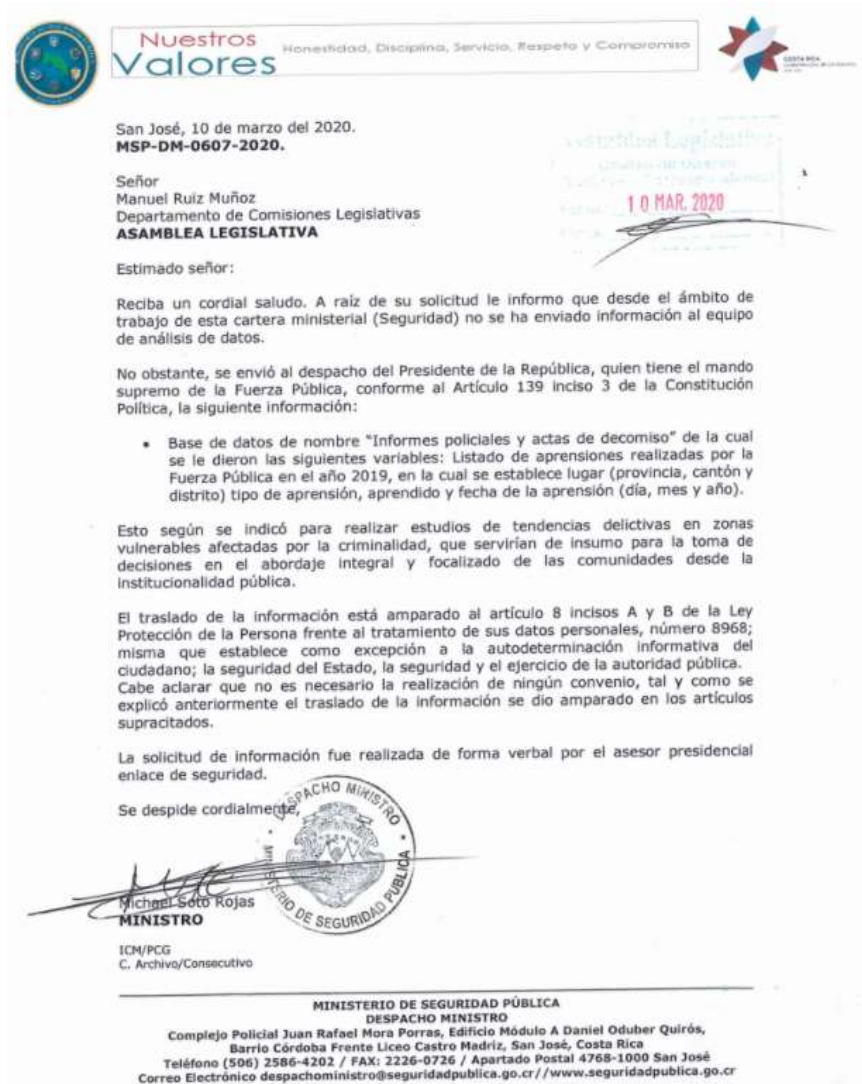 Nuestros
Valores
Honestidad, Disciplina, Servicio, Respeto y Compromiso
COSTA RICA
San José, 10 de marzo del 2020.
MSP-DM-0607-2020.
Señor
Manuel Ruiz Muñoz
Departamento de Comisiones Legislativas
ASAMBLEA LEGISLATIVA
10 MAR. 2020
Estimado señor:
Reciba un cordial saludo. A raíz de su solicitud le informo que desde el ámbito de
trabajo de esta cartera ministerial (Seguridad) no se ha enviado información al equipo
de análisis de datos.
No obstante, se envió al despacho del Presidente de la República, quien tiene el mando
supremo de la Fuerza Pública, conforme al Artículo 139 inciso 3 de la Constitución
Política, la siguiente información:
• Base de datos de nombre "Informes policiales y actas de decomiso" de la cual
se le dieron las siguientes variables: Listado de aprensiones realizadas por la
Fuerza Pública en el año 2019, en la cual se establece lugar (provincia, cantón y
distrito) tipo de aprensión, aprendido y fecha de la aprensión (día, mes y año).
Esto según se indicó para realizar estudios de tendencias delictivas en zonas
vulnerables afectadas por la criminalidad, que servirían de insumo para la toma de
decisiones en el abordaje integral y focalizado de las comunidades desde la
institucionalidad pública.
El traslado de la información está amparado al artículo 8 incisos A y B de la Ley
Protección de la Persona frente al tratamiento de sus datos personales, número 8968;
misma que establece como excepción a la autodeterminación informativa del
ciudadano; la seguridad del Estado, la seguridad y el ejercicio de la autoridad pública.
Cabe aclarar que no es necesario la realización de ningún convenio, tal y como se
explicó anteriormente el traslado de la información se dio amparado en los artículos
supracitados.
La solicitud de información fue realizada de forma verbal por el asesor presidencial
enlace de seguridad.
Se despide cordialmente,
DESPACHO MINISTRO
MINISTERIO DE SEGURIDAD PÚBLICA
Michael Soto Rojas
MINISTRO
ICM/PCG
C. Archivo/Consecutivo
MINISTERIO DE SEGURIDAD PÚBLICA
DESPACHO MINISTRO
Complejo Policial Juan Rafael Mora Porras, Edificio Módulo A Daniel Oduber Quirós,
Barrio Córdoba Frente Liceo Castro Madriz, San José, Costa Rica
Teléfono (506) 2586-4202 / FAX: 2226-0726 / Apartado Postal 4768-1000 San José
Correo Electrónico despachoministro@seguridadpublica.go.cr//www.seguridadpublica.go.cr